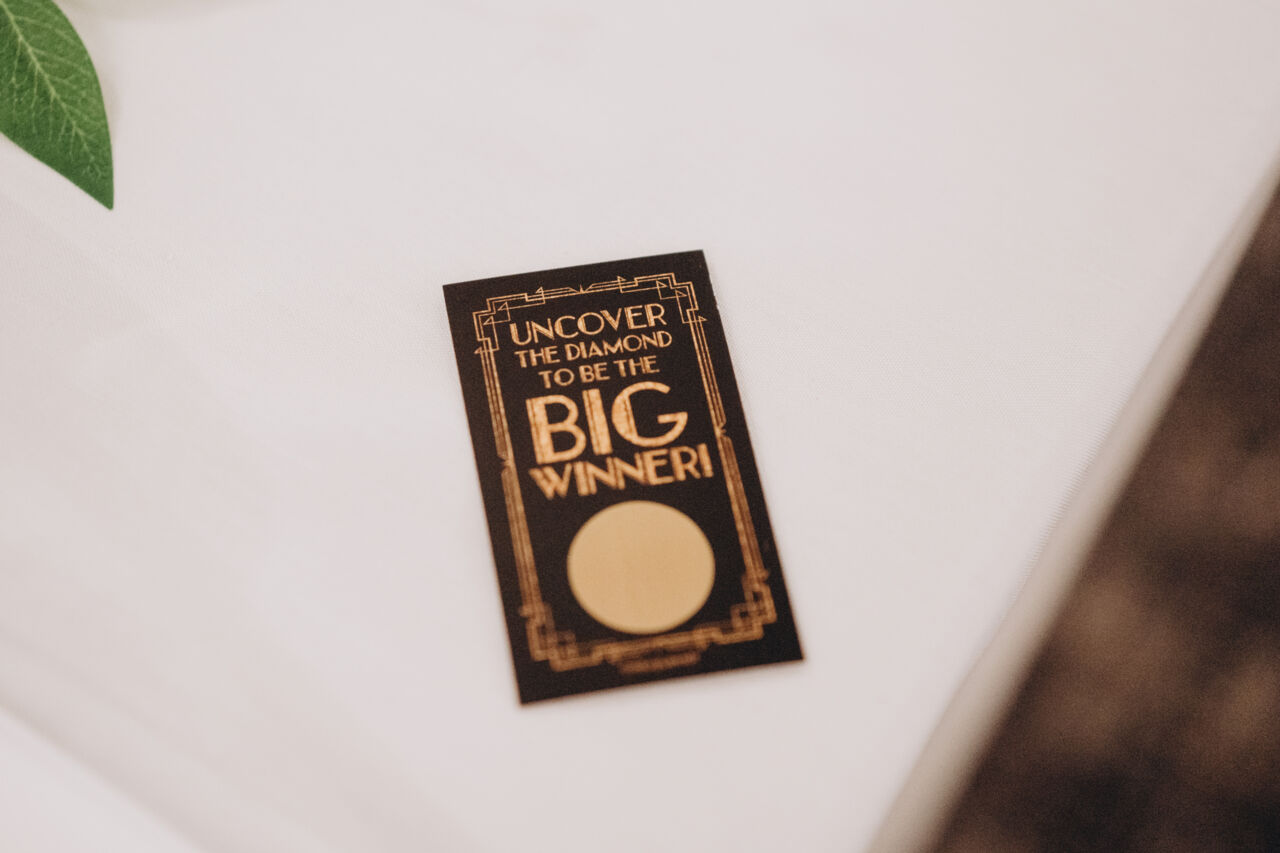 UNCOVER
THE DIAMOND
TO BE THE
BIG
WINNER!